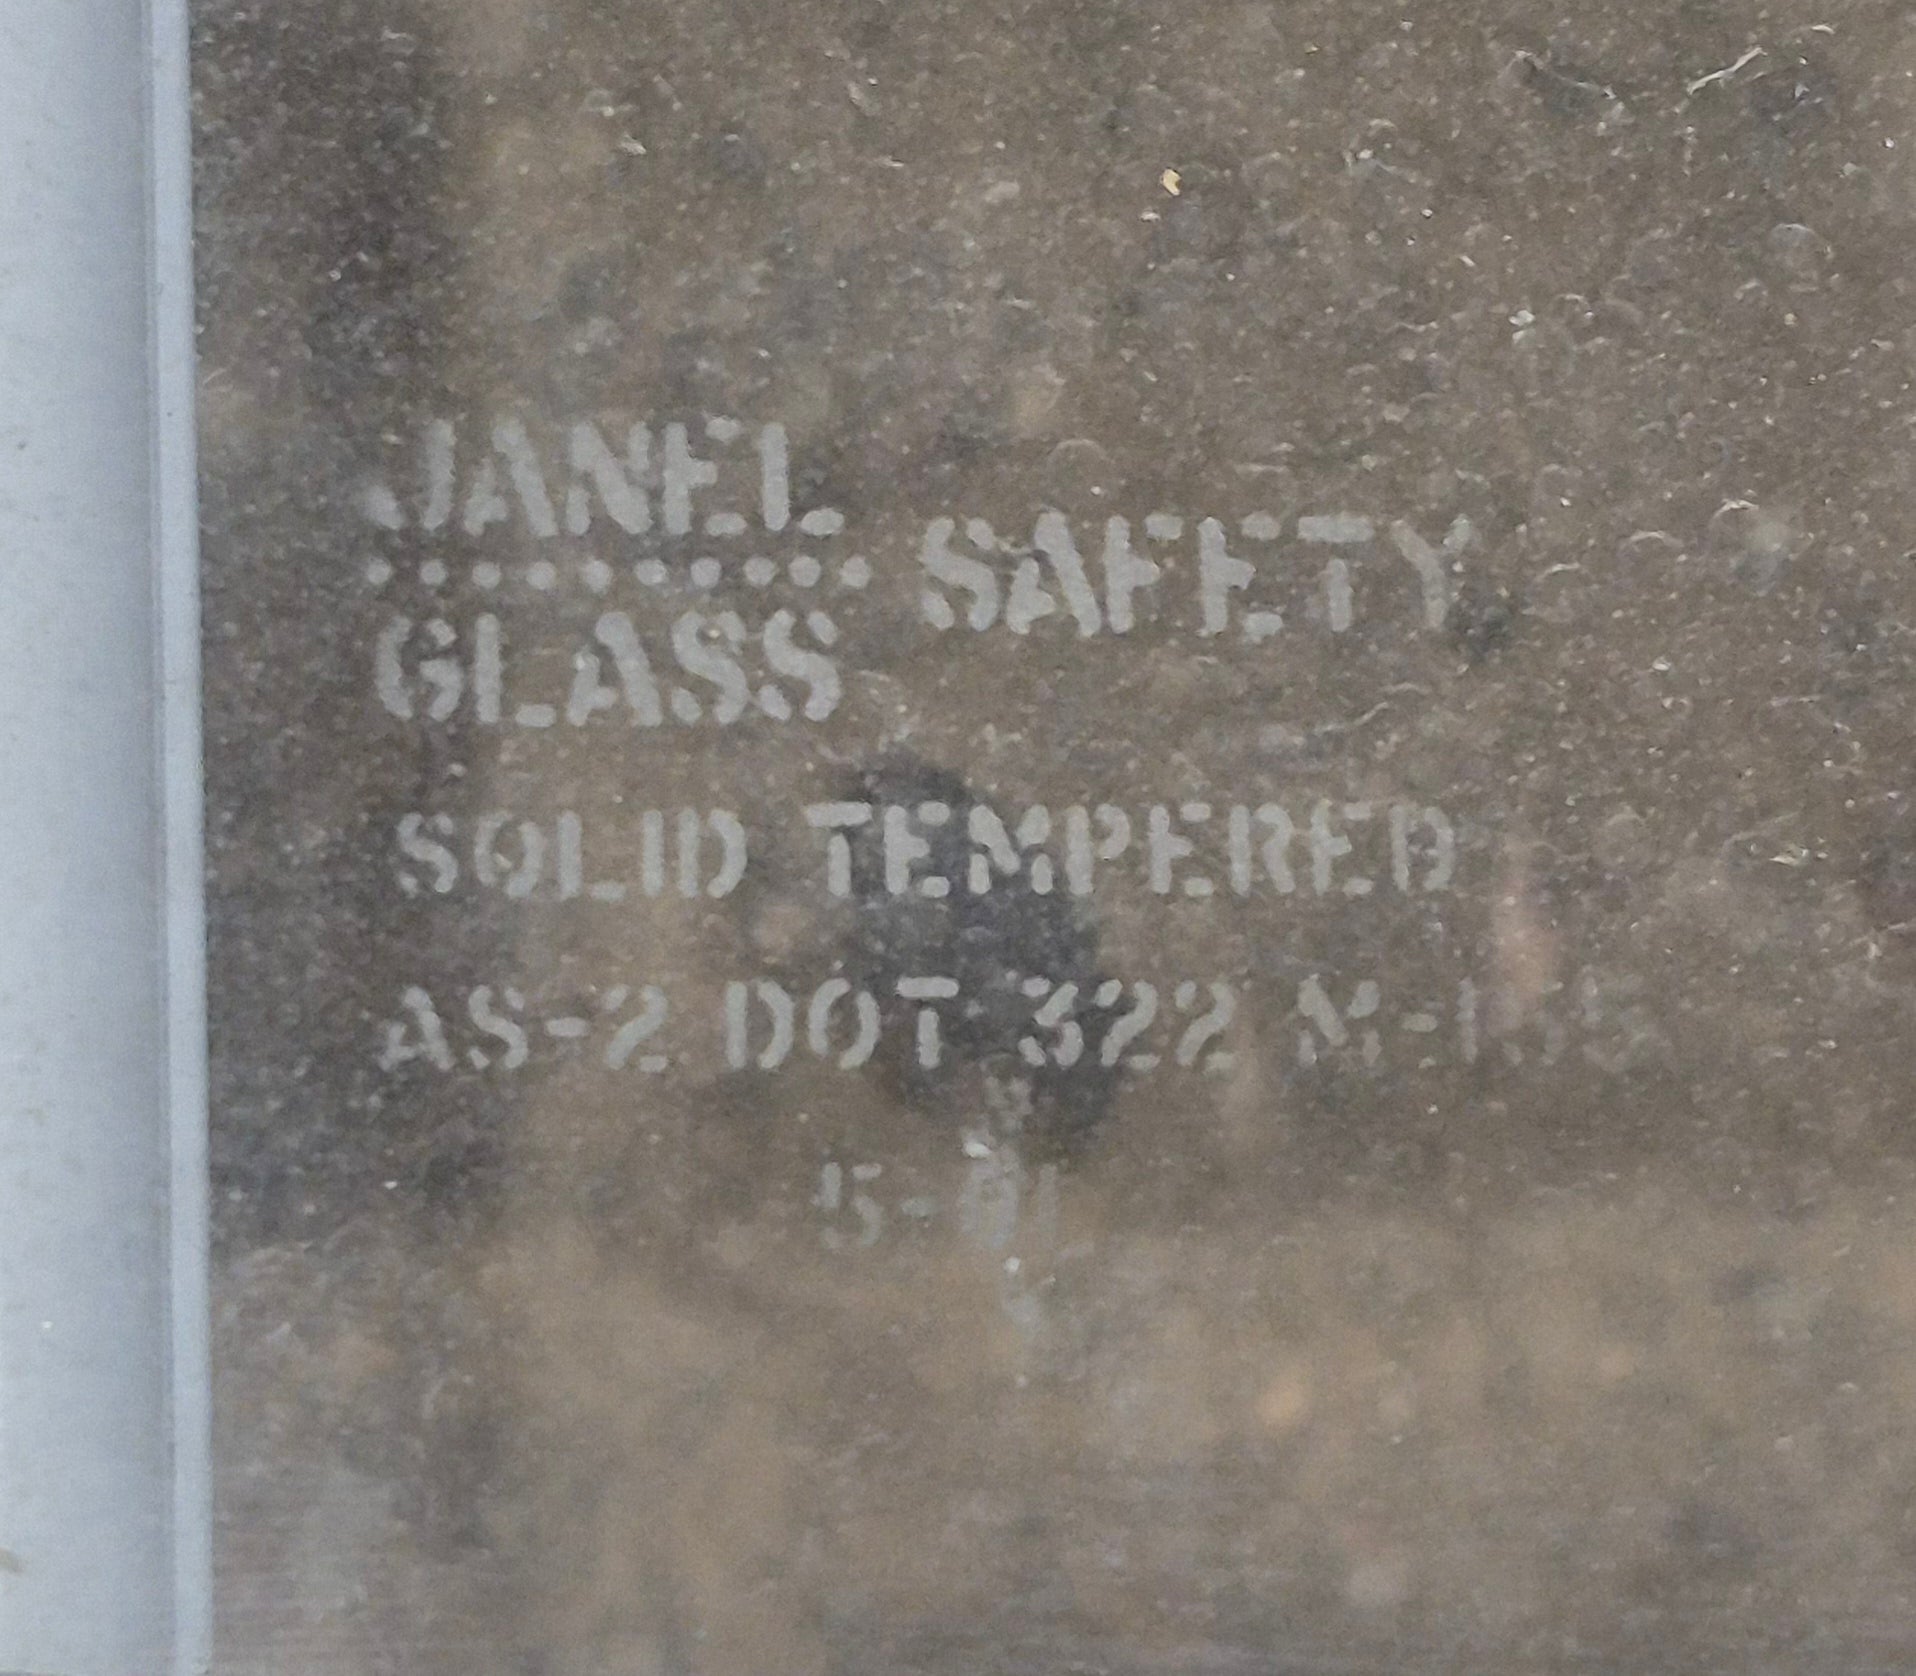 JANEL
GLASS
SAFETY
SOLID TEMPERED
AS-2 DOT 322